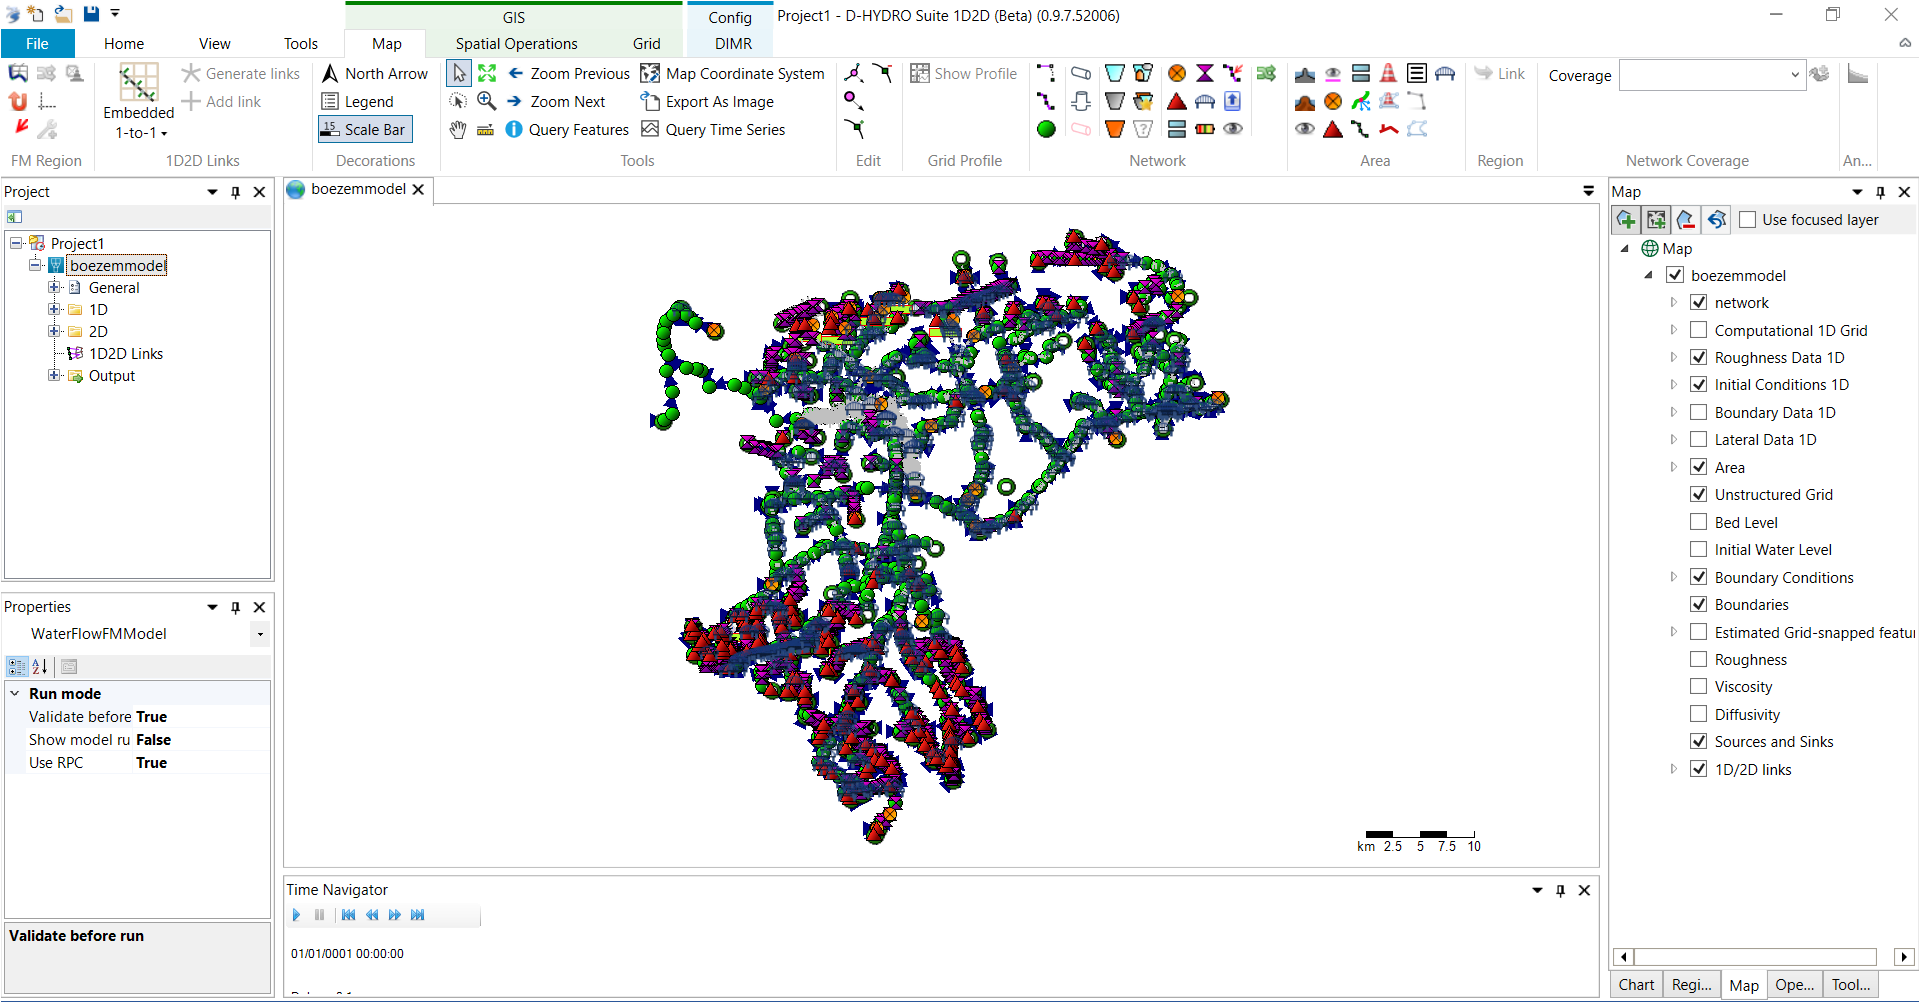 GIS
Config
Project1 - D-HYDRO Suite 1D2D (Beta) (0.9.7.52006)
File
Home
View
Tools
Map
Spatial Operations
Grid
DIMR
Embedded
1-to-1
Generate links
Add link
North Arrow
Legend
15 Scale Bar
Zoom Previous
Zoom Next
Query Features
Map Coordinate System
Export As Image
Query Time Series
Show Profile
Link
Coverage
FM Region
1D2D Links
Decorations
Tools
Edit
Grid Profile
Network
Area
Region
Network Coverage
An...
Project
Project1
boezemmodel
General
1D
2D
1D2D Links
Output
Properties
WaterFlowFMModel
Run mode
Validate before True
Show model ru False
Use RPC True
Validate before run
boezemmodel
km 2.5 5 7.5 10
Time Navigator
01/01/0001 00:00:00
Map
Use focused layer
Map
boezemmodel
network
Computational 1D Grid
Roughness Data 1D
Initial Conditions 1D
Boundary Data 1D
Lateral Data 1D
Area
Unstructured Grid
Bed Level
Initial Water Level
Boundary Conditions
Boundaries
Estimated Grid-snapped featu
Roughness
Viscosity
Diffusivity
Sources and Sinks
1D/2D links
Chart
Regi...
Map
Ope...
Tool...